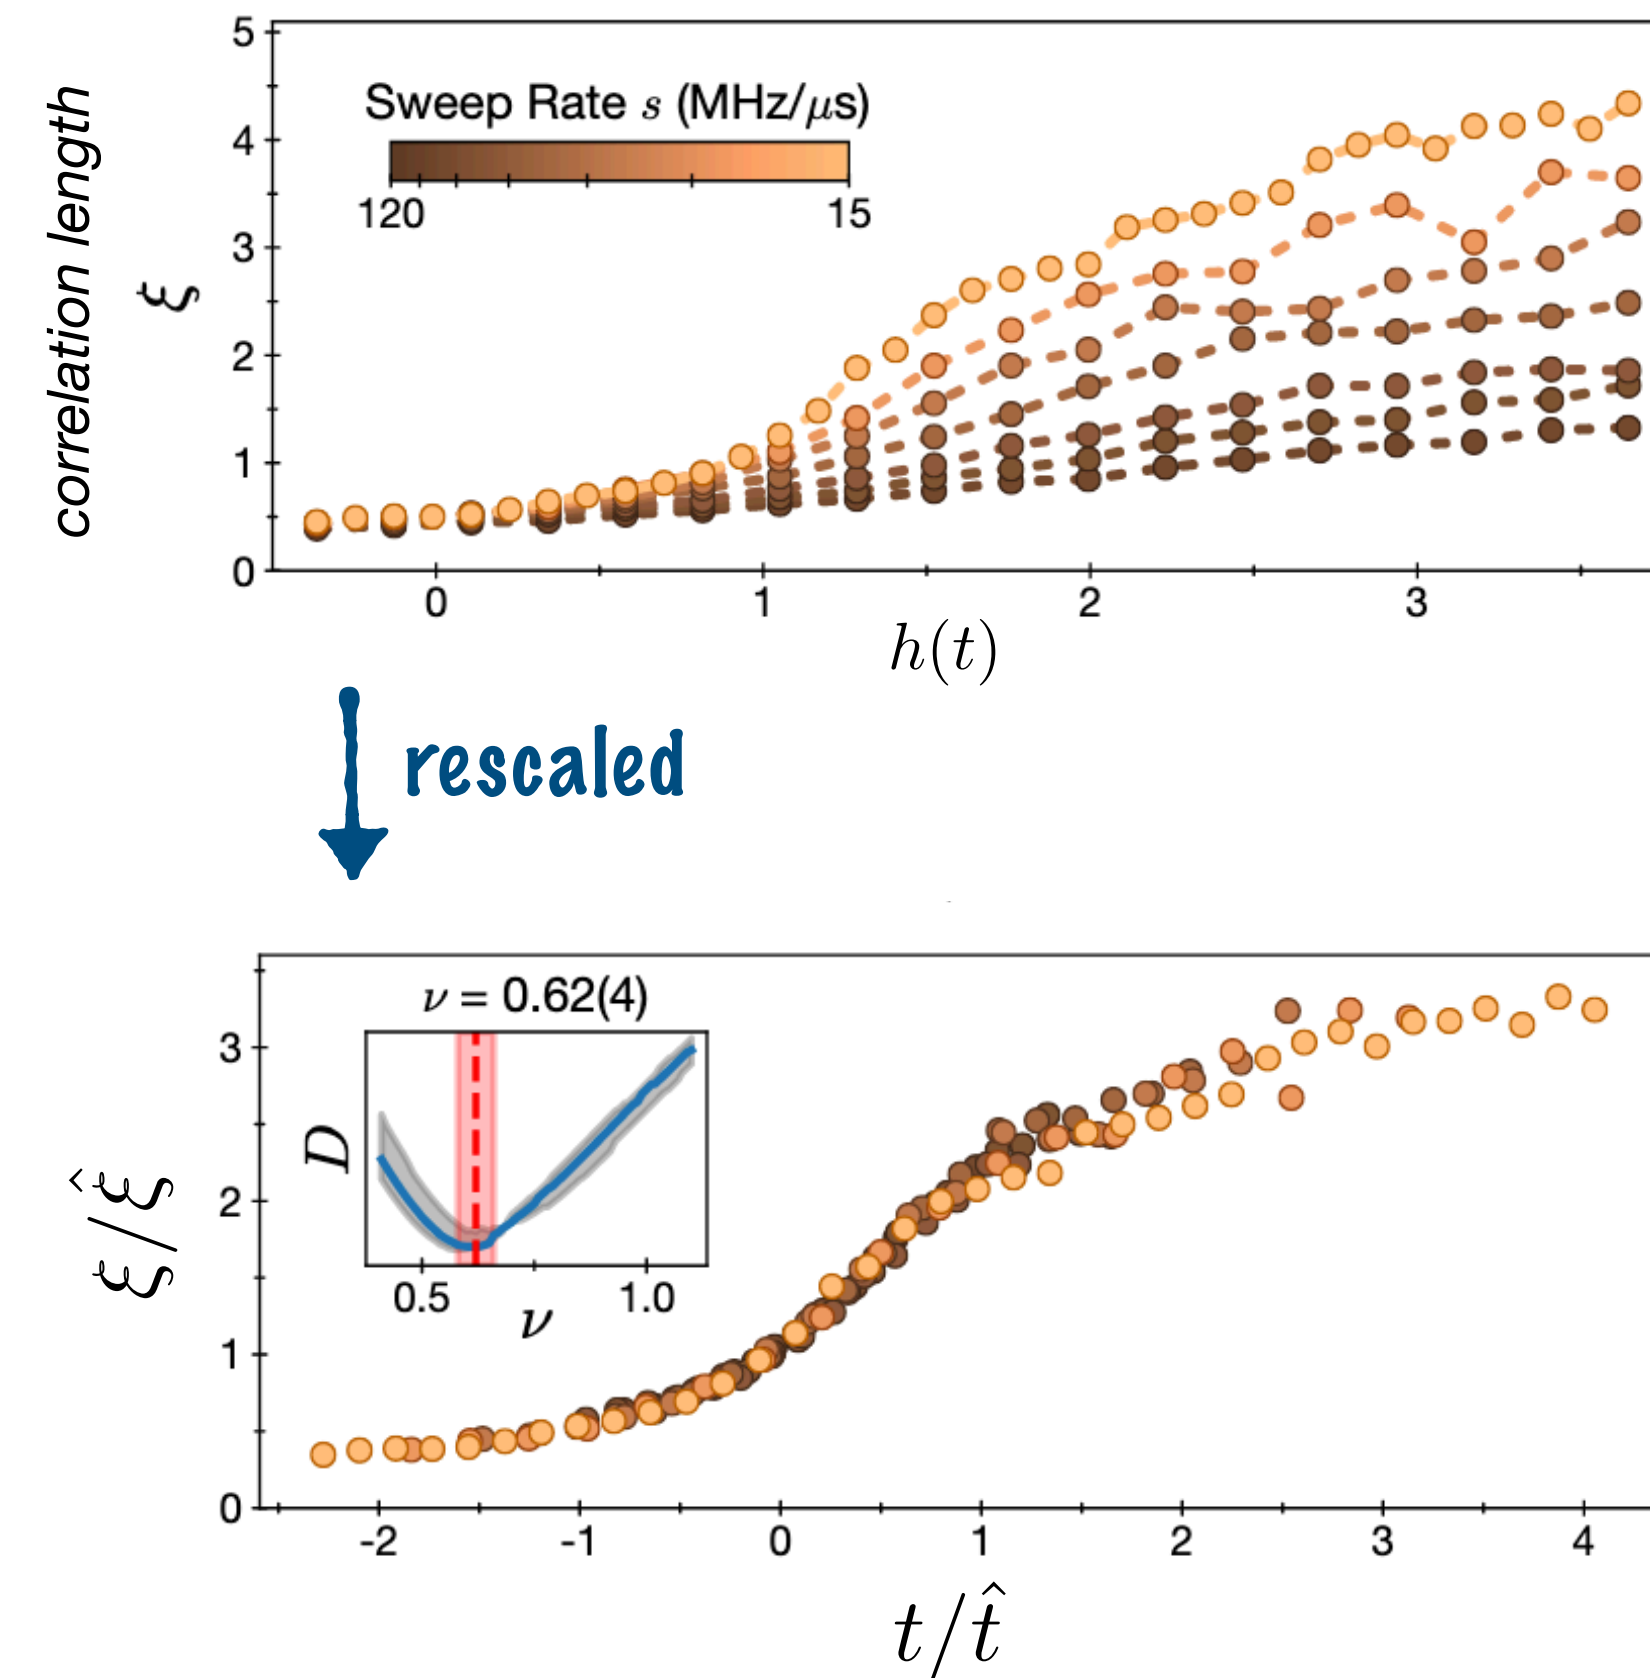 5
4
3
2
1
0
correlation length
ξ
Sweep Rate s (MHz/μs)
120 15
0 1 2 3
h(t)
rescaled
3
2
1
0
ξ/ξ̂
ν = 0.62(4)
D
0.5 1.0
ν
-2 -1 0 1 2 3 4
t/t̂